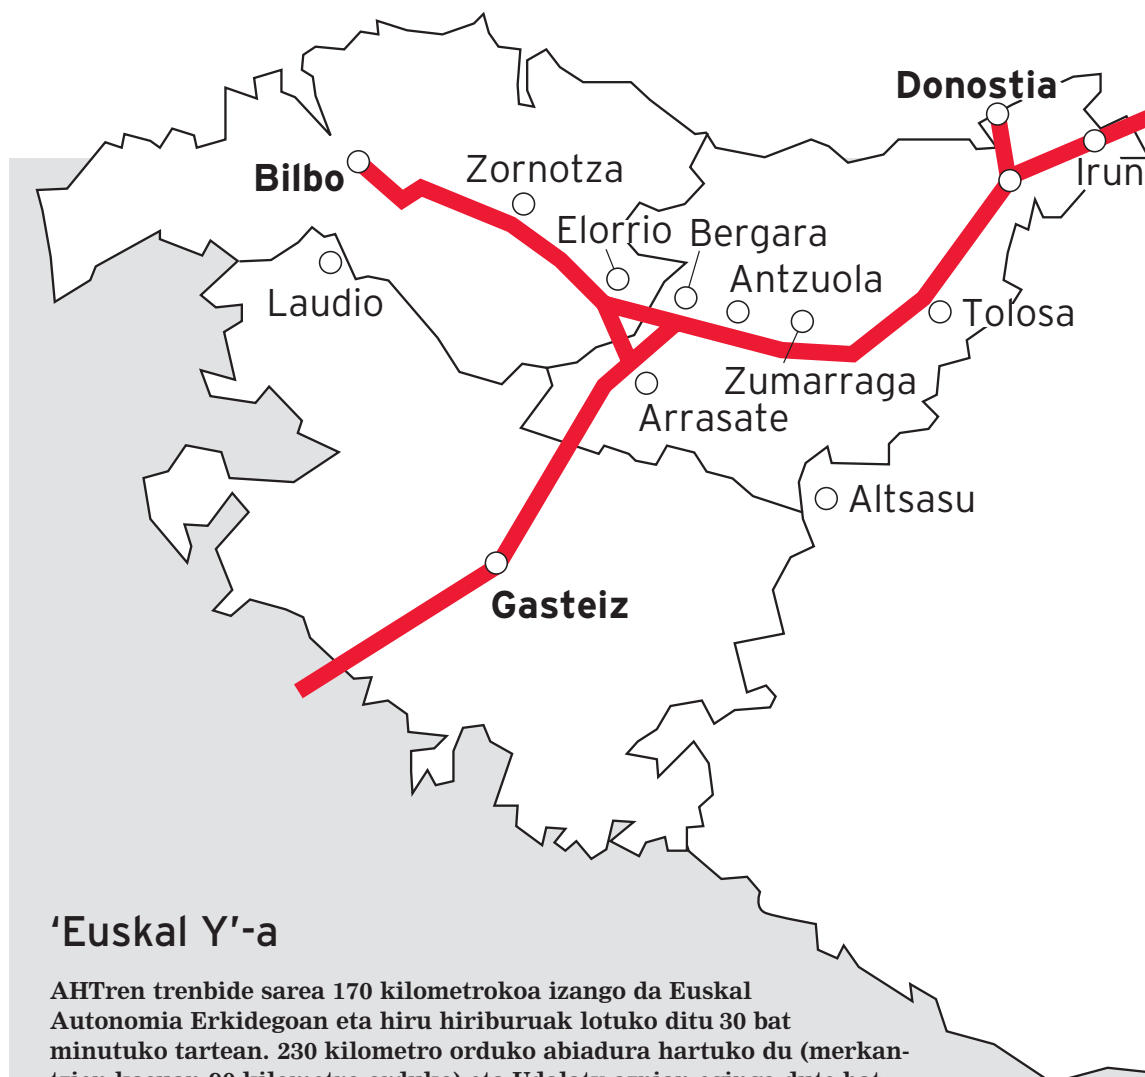 Donostia
Bilbo
Zornotza
Irun
Elorrio
Bergara
Antzuola
Laudio
Tolosa
Zumarraga
Arrasate
Altsasu
Gasteiz
‘Euskal Y’-a
AHTren trenbide sarea 170 kilometrokoa izango da Euskal
Autonomia Erkidegoan eta hiru hiriburuak lotuko ditu 30 bat
minutuko tartean. 230 kilometro orduko abiadura hartuko du (merkan-